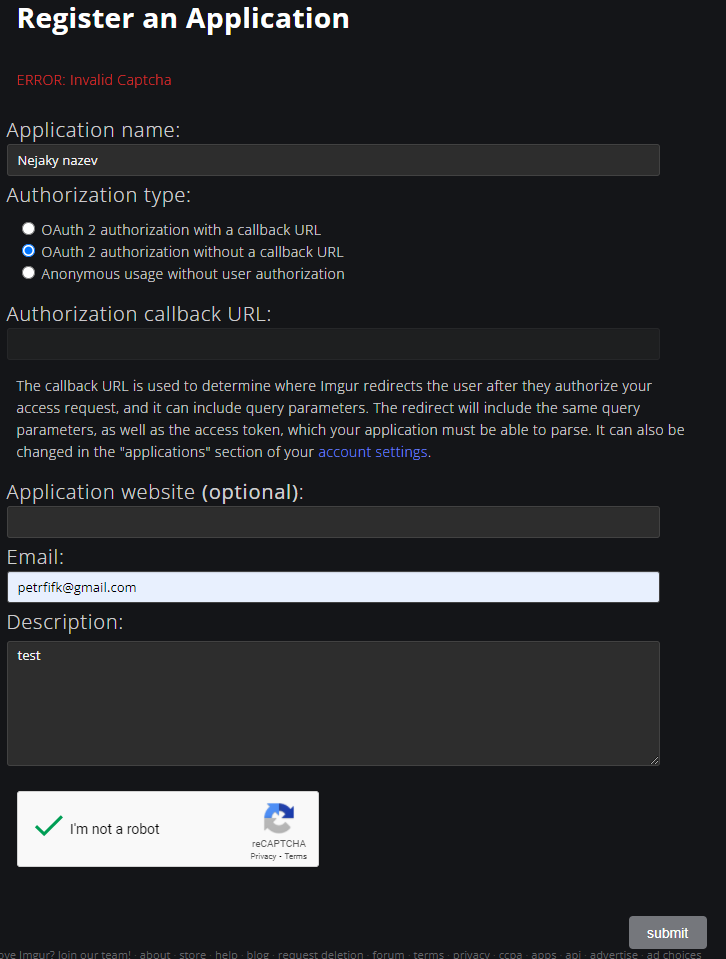 Register an Application
ERROR: Invalid Captcha
Application name:
Nejaky nazev
Authorization type:
OAuth 2 authorization with a callback URL
OAuth 2 authorization without a callback URL
Anonymous usage without user authorization
Authorization callback URL:
The callback URL is used to determine where Imgur redirects the user after they authorize your
access request, and it can include query parameters. The redirect will include the same query
parameters, as well as the access token, which your application must be able to parse. It can also be
changed in the "applications" section of your account settings.
Application website (optional):
Email:
petrfifk@gmail.com
Description:
test
I'm not a robot
reCAPTCHA
Privacy - Terms
submit
Imgur? Join our team! · about · store · help · blog · request deletion · forum · terms · privacy · ccpa · apps · api · advertise · ad choices